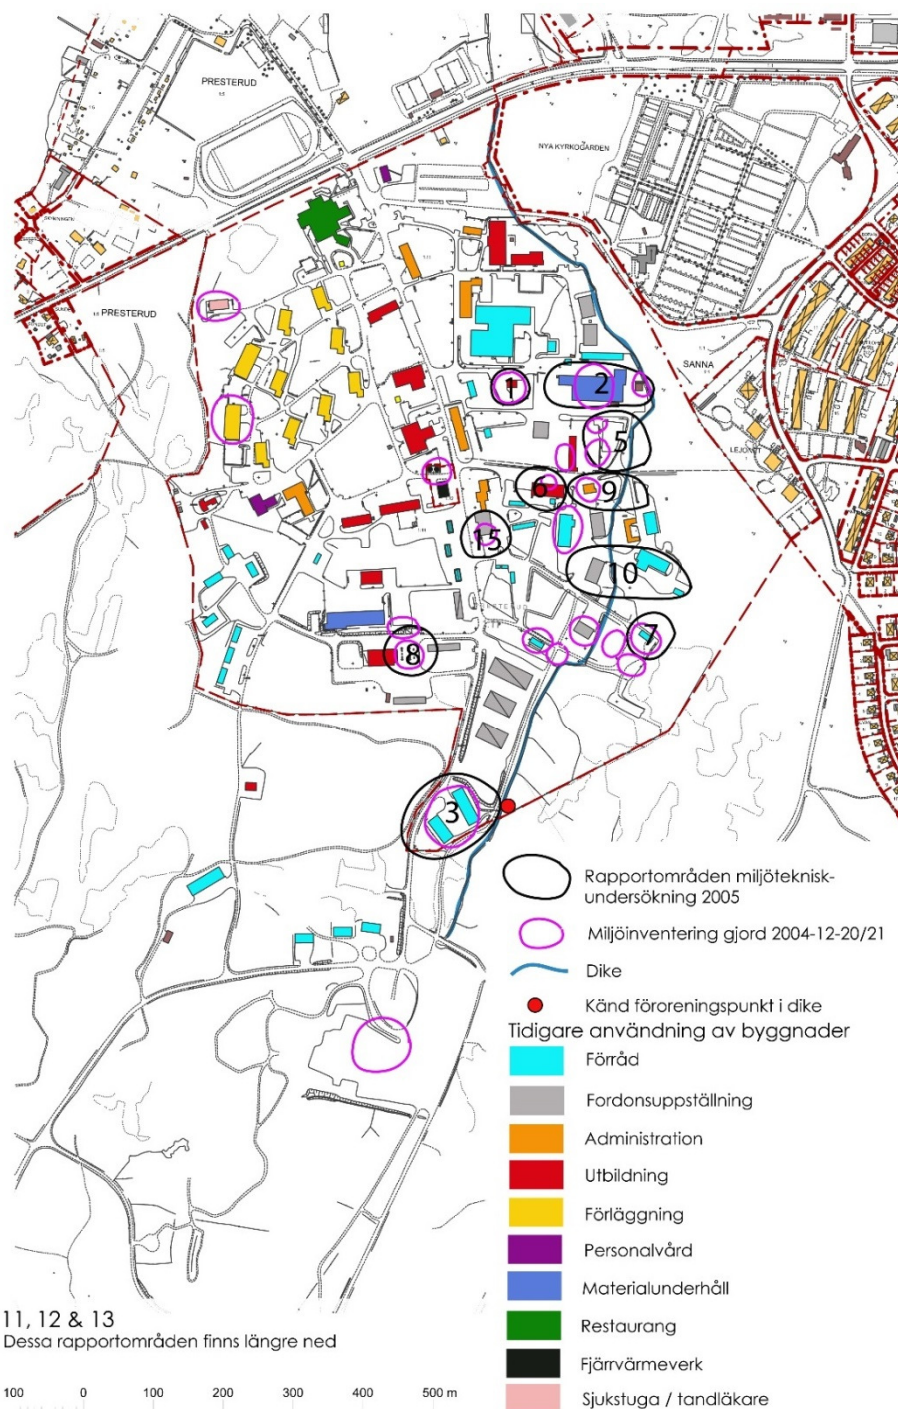 PRESTERUD
NYA KYRKOGÅRDEN
PRESTERUD
SANNA
1
2
5
6
9
15
10
7
8
3
Rapportområden miljöteknisk-
undersökning 2005
Miljöinventering gjord 2004-12-20/21
Dike
Känd föroreningspunkt i dike
Tidigare användning av byggnader
Förråd
Fordonsuppställning
Administration
Utbildning
Förläggning
Personalvård
Materialunderhåll
Restaurang
Fjärrvärmeverk
Sjukstuga / tandläkare
11, 12 & 13
Dessa rapportområden finns längre ned
100 0 100 200 300 400 500 m